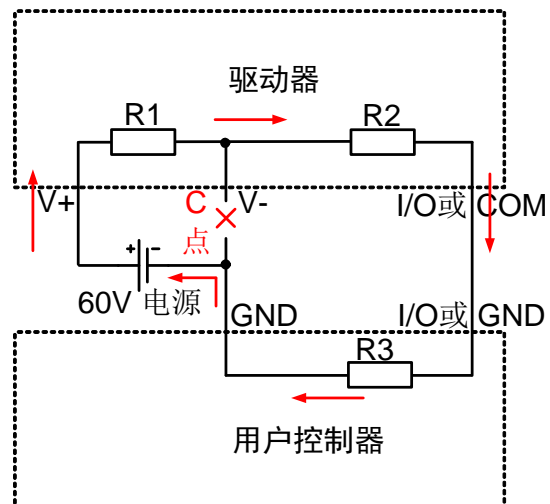 驱动器
R1
R2
V+
C
点
V-
I/O或 COM
+
-
60V 电源
GND
I/O或 GND
R3
用户控制器